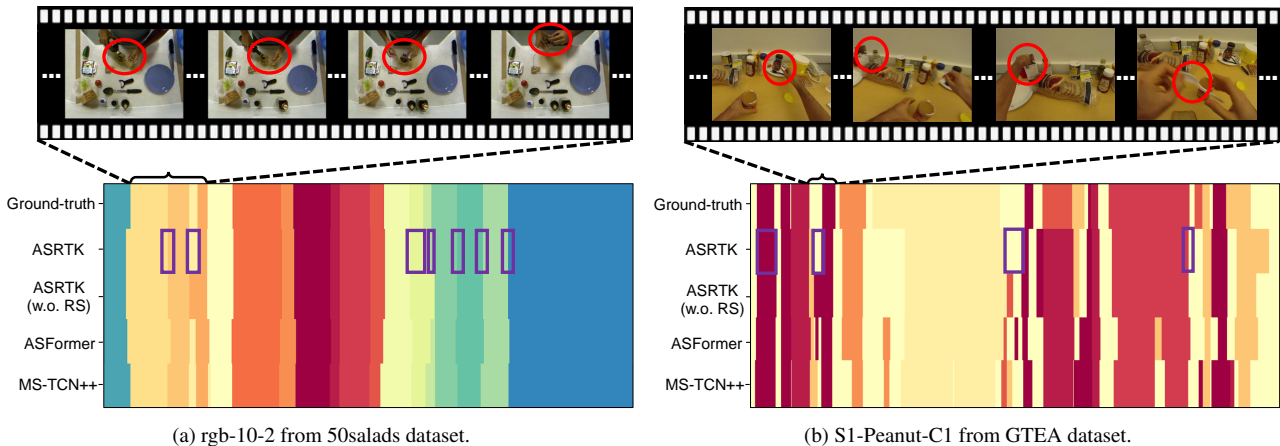 Ground-truth
ASRTK
ASRTK
(w.o. RS)
ASFormer
MS-TCN++
(a) rgb-10-2 from 50salads dataset.
Ground-truth
ASRTK
ASRTK
(w.o. RS)
ASFormer
MS-TCN++
(b) S1-Peanut-C1 from GTEA dataset.